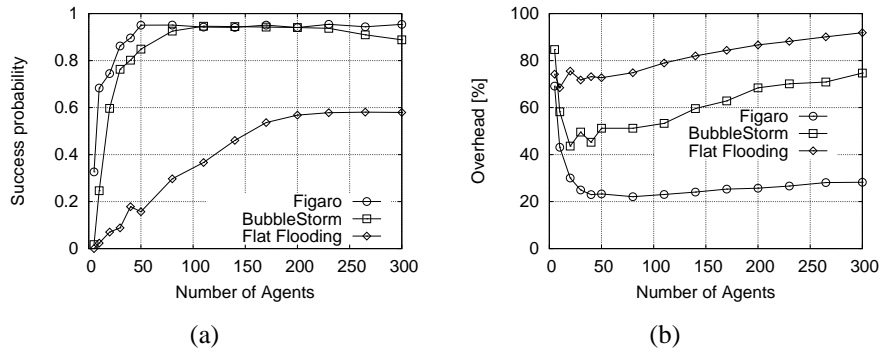 1
0.8
0.6
0.4
0.2
0
Success probability
0 50 100 150 200 250 300
Number of Agents
Figaro
BubbleStorm
Flat Flooding
(a)
100
80
60
40
20
0
Overhead [%]
0 50 100 150 200 250 300
Number of Agents
Figaro
BubbleStorm
Flat Flooding
(b)